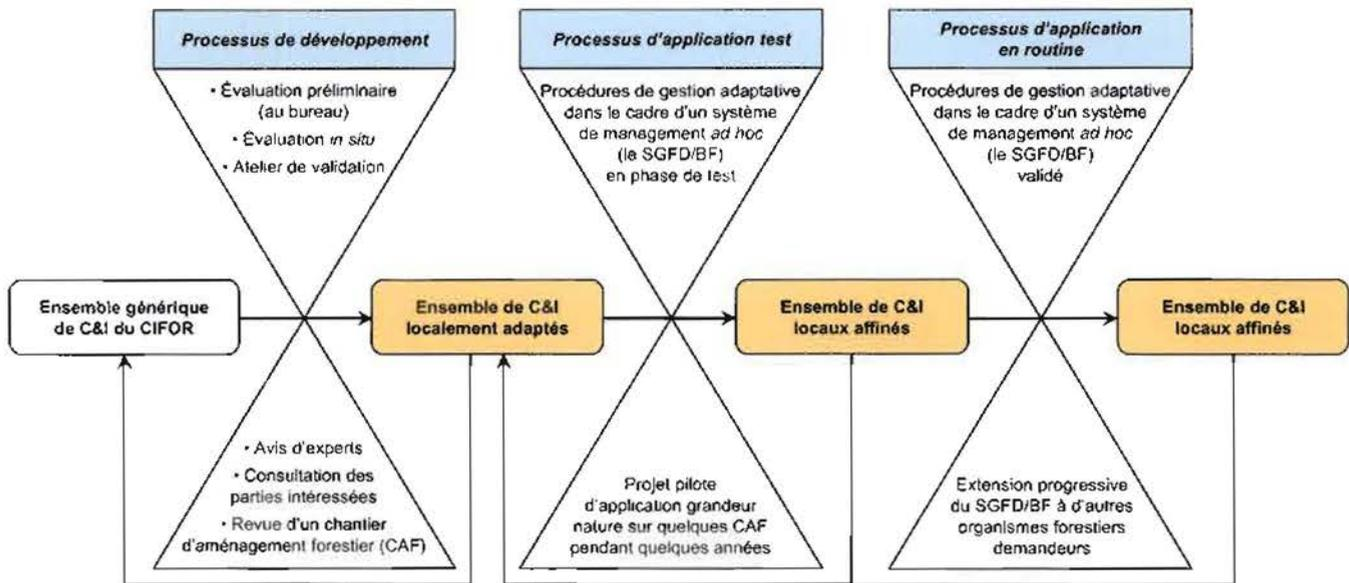 Processus de développement
• Évaluation préliminaire
(au bureau)
• Évaluation in situ
• Atelier de validation
Processus d'application test
Procédures de gestion adaptative
dans le cadre d'un système
de management ad hoc
(le SGFD/BF)
en phase de test
Processus d'application
en routine
Procédures de gestion adaptative
dans le cadre d'un système
de management ad hoc
(le SGFD/BF)
validé
Ensemble générique
de C&I du CIFOR
Ensemble de C&I
localement adaptés
Ensemble de C&I
locaux affinés
Ensemble de C&I
locaux affinés
• Avis d'experts
• Consultation des
parties intéressées
• Revue d'un chantier
d'aménagement forestier (CAF)
Projet pilote
d'application grandeur
nature sur quelques CAF
pendant quelques années
Extension progressive
du SGFD/BF à d'autres
organismes forestiers
demandeurs